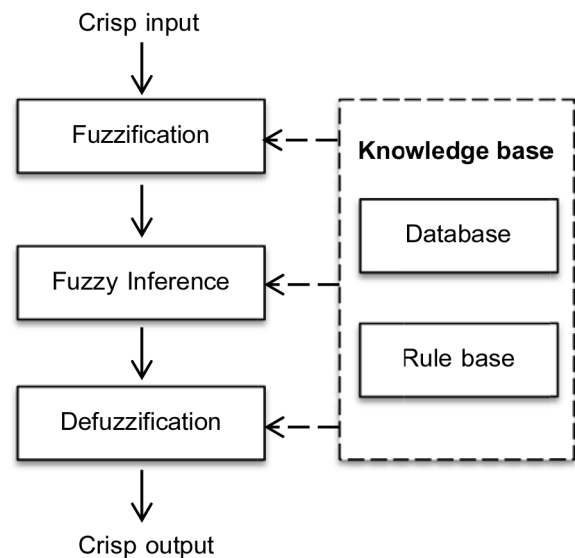 Crisp input
Fuzzification
Knowledge base
Database
Fuzzy Inference
Rule base
Defuzzification
Crisp output